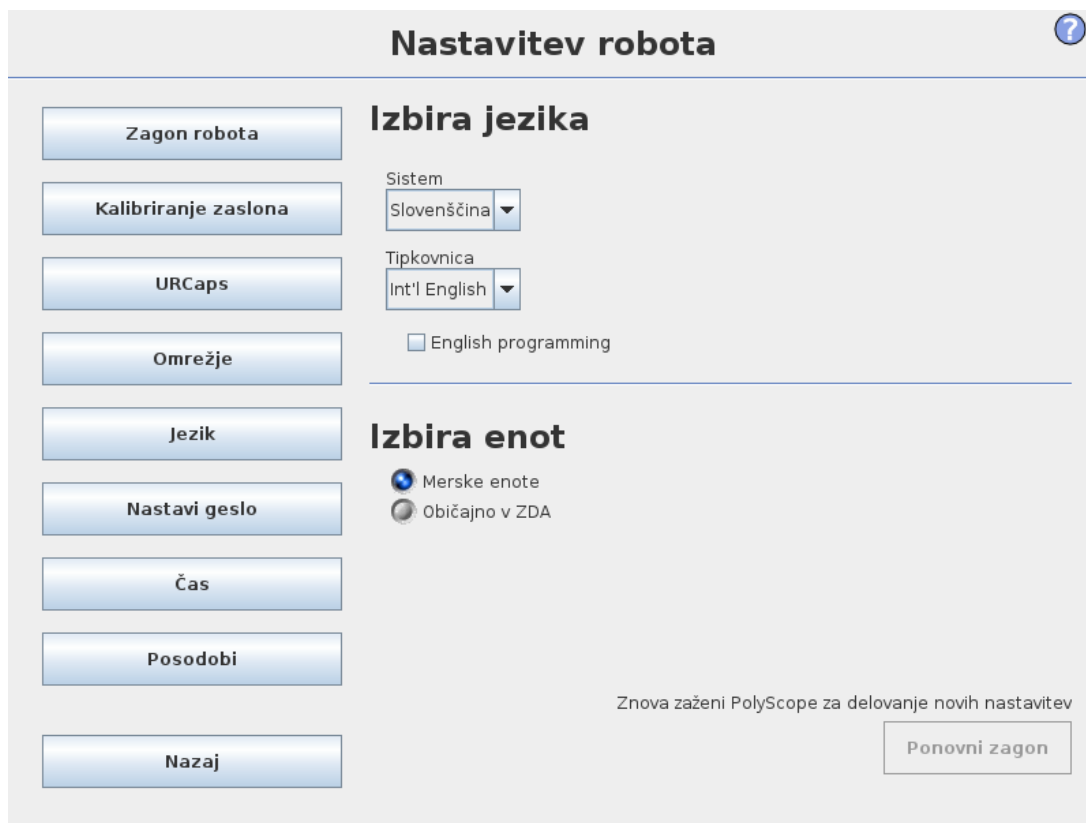 Nastavitev robota
?
Zagon robota
Kalibriranje zaslona
URCaps
Omrežje
Jezik
Nastavi geslo
Čas
Posodobi
Nazaj
Izbira jezika
Sistem
Slovenščina
Tipkovnica
Int'l English
English programming
Izbira enot
Merske enote
Običajno v ZDA
Znova zaženi PolyScope za delovanje novih nastavitev
Ponovni zagon